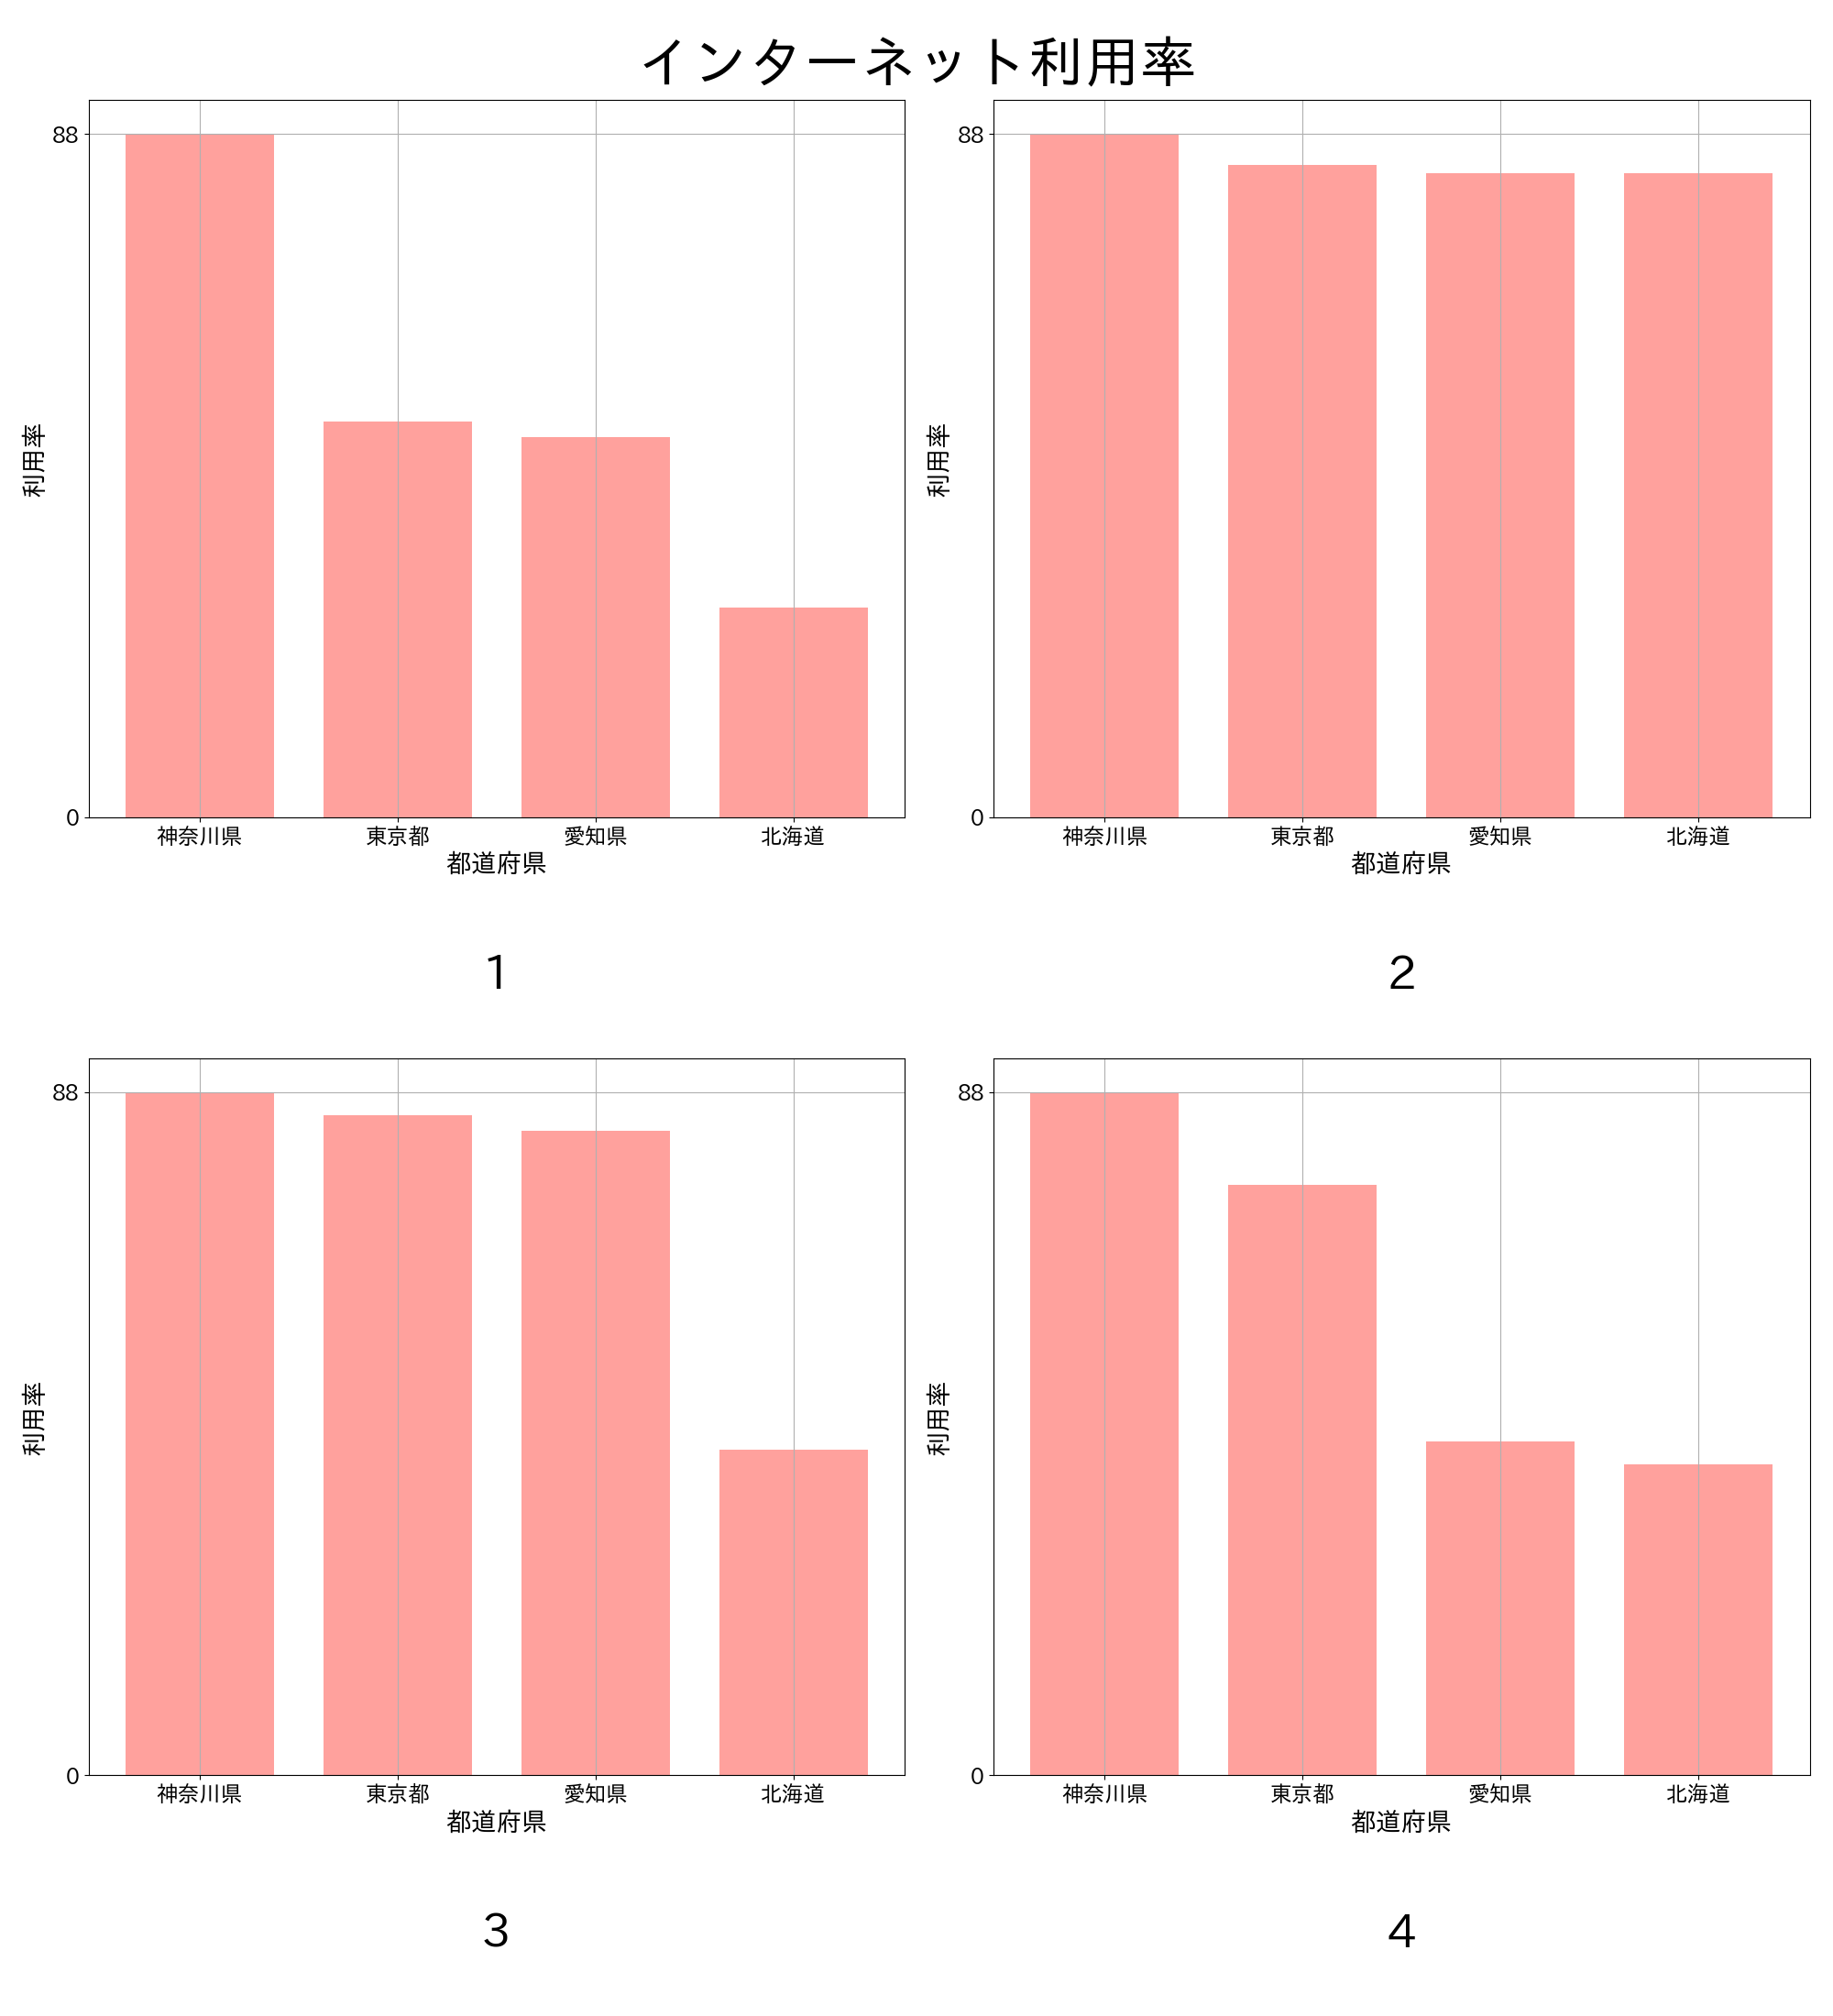 インターネット利用率
88
0
利用率
神奈川県 東京都 愛知県 北海道
都道府県
1
88
0
利用率
神奈川県 東京都 愛知県 北海道
都道府県
2
88
0
利用率
神奈川県 東京都 愛知県 北海道
都道府県
3
88
0
利用率
神奈川県 東京都 愛知県 北海道
都道府県
4